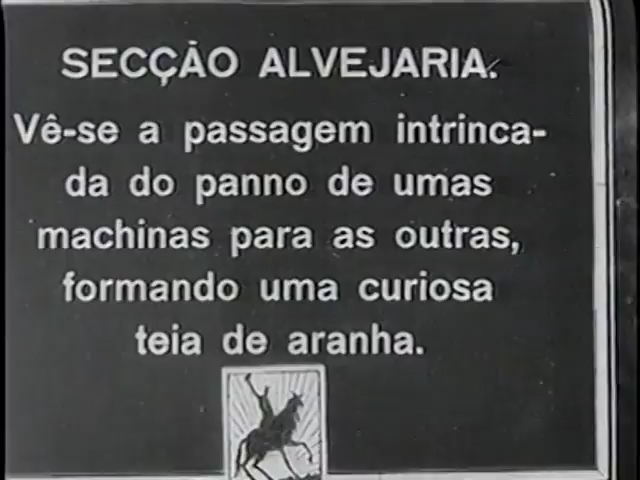 SECÇÃO ALVEJARIA.
Vê-se a passagem intrinca-
da do panno de umas
machinas para as outras,
formando uma curiosa
teia de aranha.